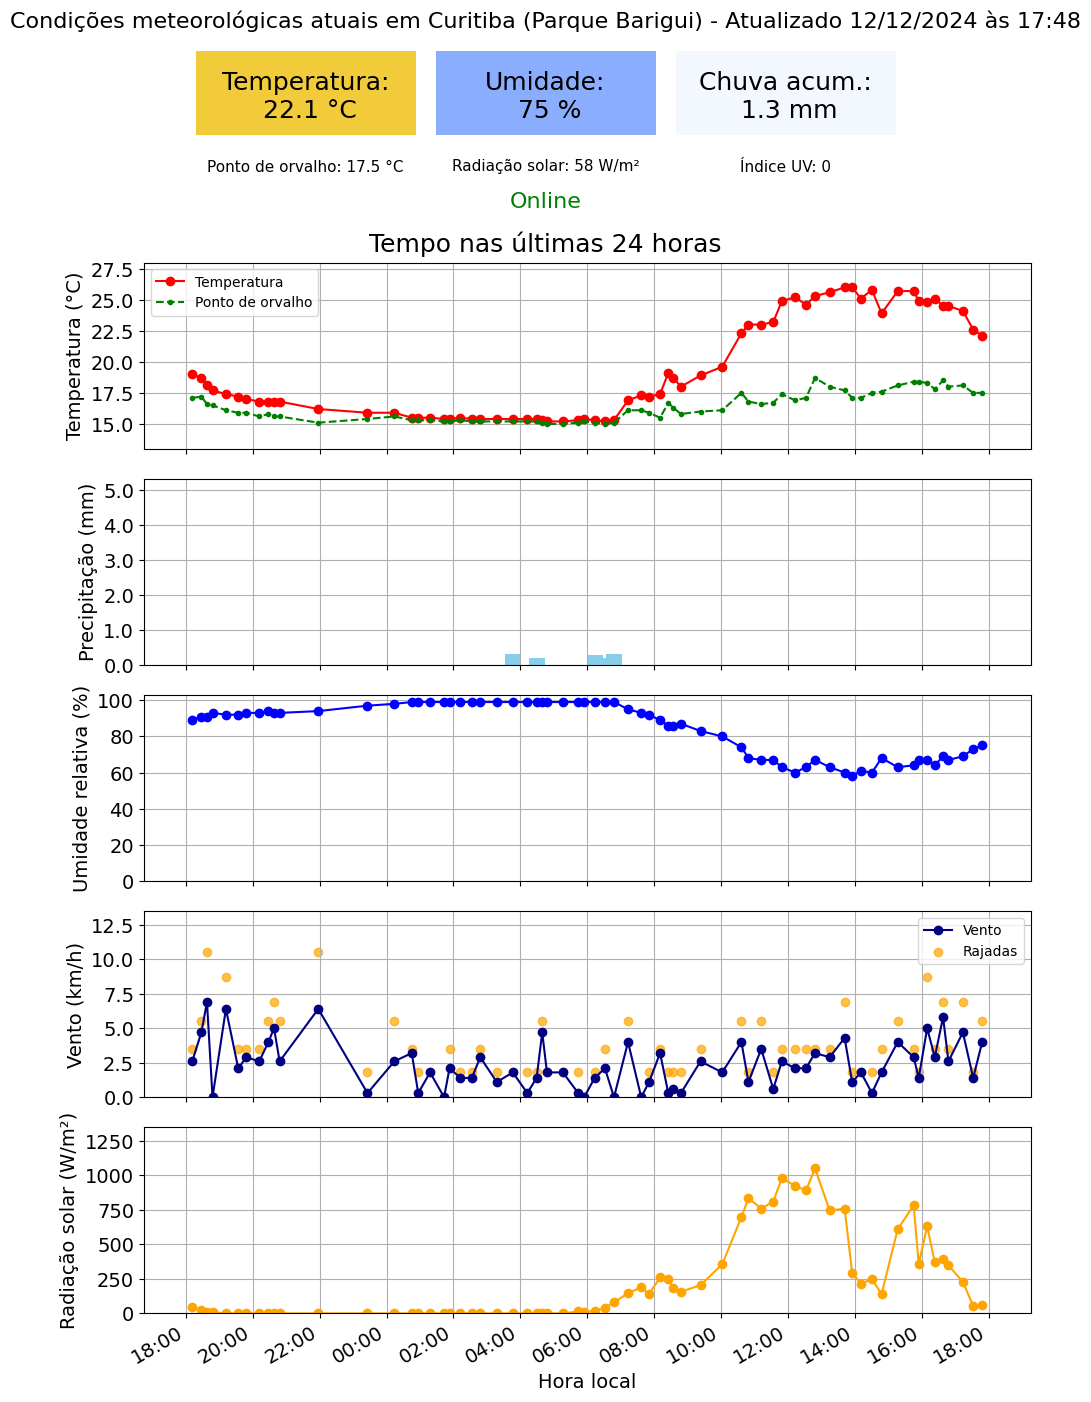 Condições meteorológicas atuais em Curitiba (Parque Barigui) - Atualizado 12/12/2024 às 17:48
Temperatura:
22.1 °C
Umidade:
75 %
Chuva acum.:
1.3 mm
Ponto de orvalho: 17.5 °C
Radiação solar: 58 W/m²
Índice UV: 0
Online
Tempo nas últimas 24 horas
Temperatura (°C)
27.5
25.0
22.5
20.0
17.5
15.0
Temperatura
Ponto de orvalho
Precipitação (mm)
5.0
4.0
3.0
2.0
1.0
0.0
Umidade relativa (%)
100
80
60
40
20
0
Vento (km/h)
12.5
10.0
7.5
5.0
2.5
0.0
Vento
Rajadas
Radiação solar (W/m²)
1250
1000
750
500
250
0
18:00
20:00
22:00
00:00
02:00
04:00
06:00
08:00
10:00
12:00
14:00
16:00
18:00
Hora local